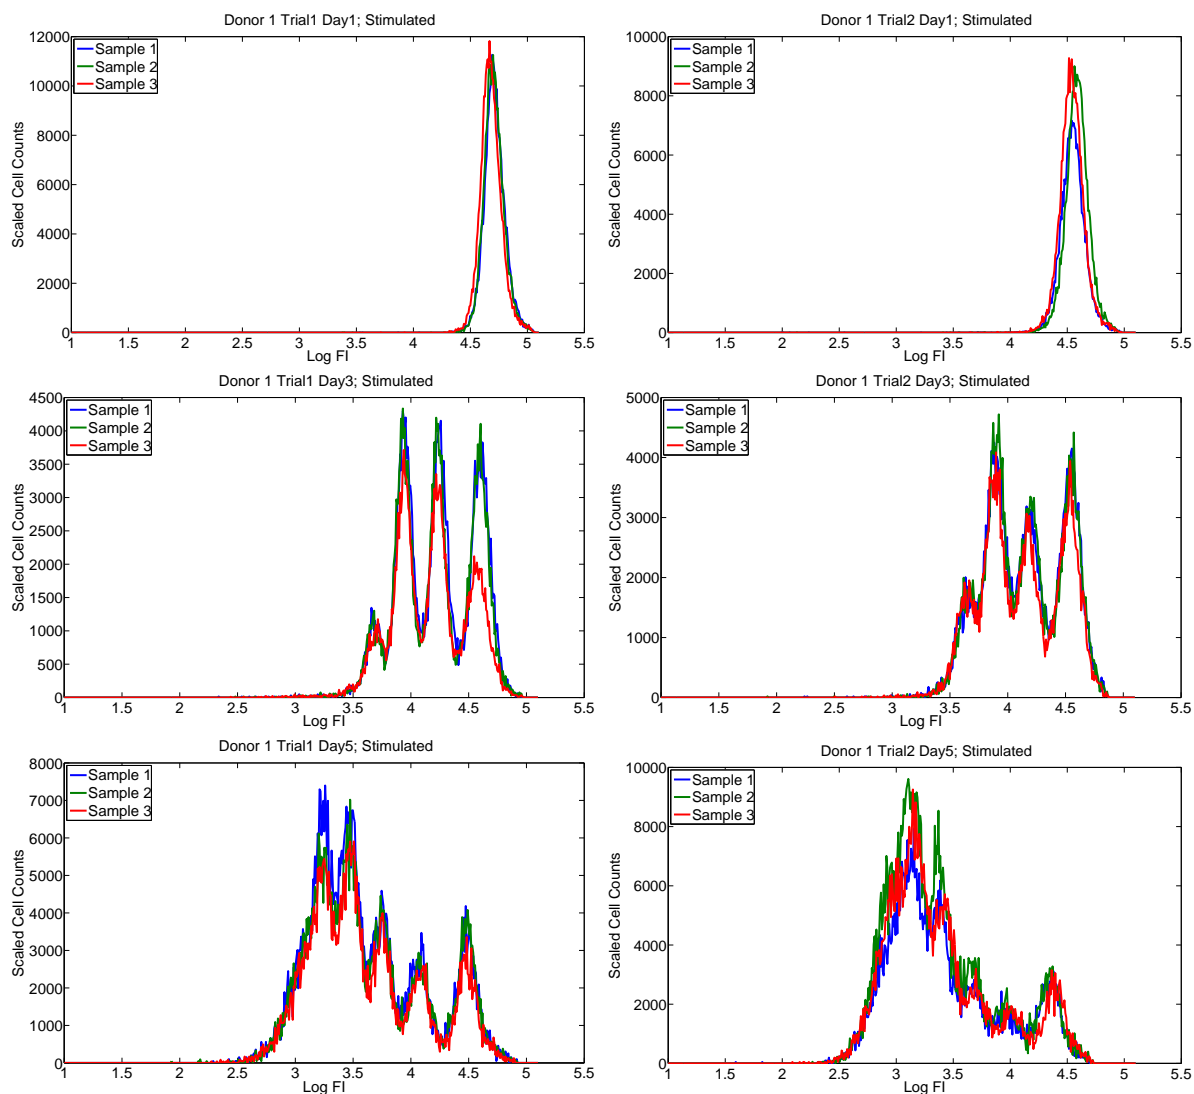 Donor 1 Trial1 Day1; Stimulated
12000
10000
8000
6000
4000
2000
0
Scaled Cell Counts
Sample 1
Sample 2
Sample 3
1 1.5 2 2.5 3 3.5 4 4.5 5 5.5
Log FI
Donor 1 Trial2 Day1; Stimulated
10000
8000
6000
4000
2000
0
Scaled Cell Counts
Sample 1
Sample 2
Sample 3
1 1.5 2 2.5 3 3.5 4 4.5 5 5.5
Log FI
Donor 1 Trial1 Day3; Stimulated
4500
4000
3500
3000
2500
2000
1500
1000
500
0
Scaled Cell Counts
Sample 1
Sample 2
Sample 3
1 1.5 2 2.5 3 3.5 4 4.5 5 5.5
Log FI
Donor 1 Trial2 Day3; Stimulated
5000
4000
3000
2000
1000
0
Scaled Cell Counts
Sample 1
Sample 2
Sample 3
1 1.5 2 2.5 3 3.5 4 4.5 5 5.5
Log FI
Donor 1 Trial1 Day5; Stimulated
8000
7000
6000
5000
4000
3000
2000
1000
0
Scaled Cell Counts
Sample 1
Sample 2
Sample 3
1 1.5 2 2.5 3 3.5 4 4.5 5 5.5
Log FI
Donor 1 Trial2 Day5; Stimulated
10000
8000
6000
4000
2000
0
Scaled Cell Counts
Sample 1
Sample 2
Sample 3
1 1.5 2 2.5 3 3.5 4 4.5 5 5.5
Log FI